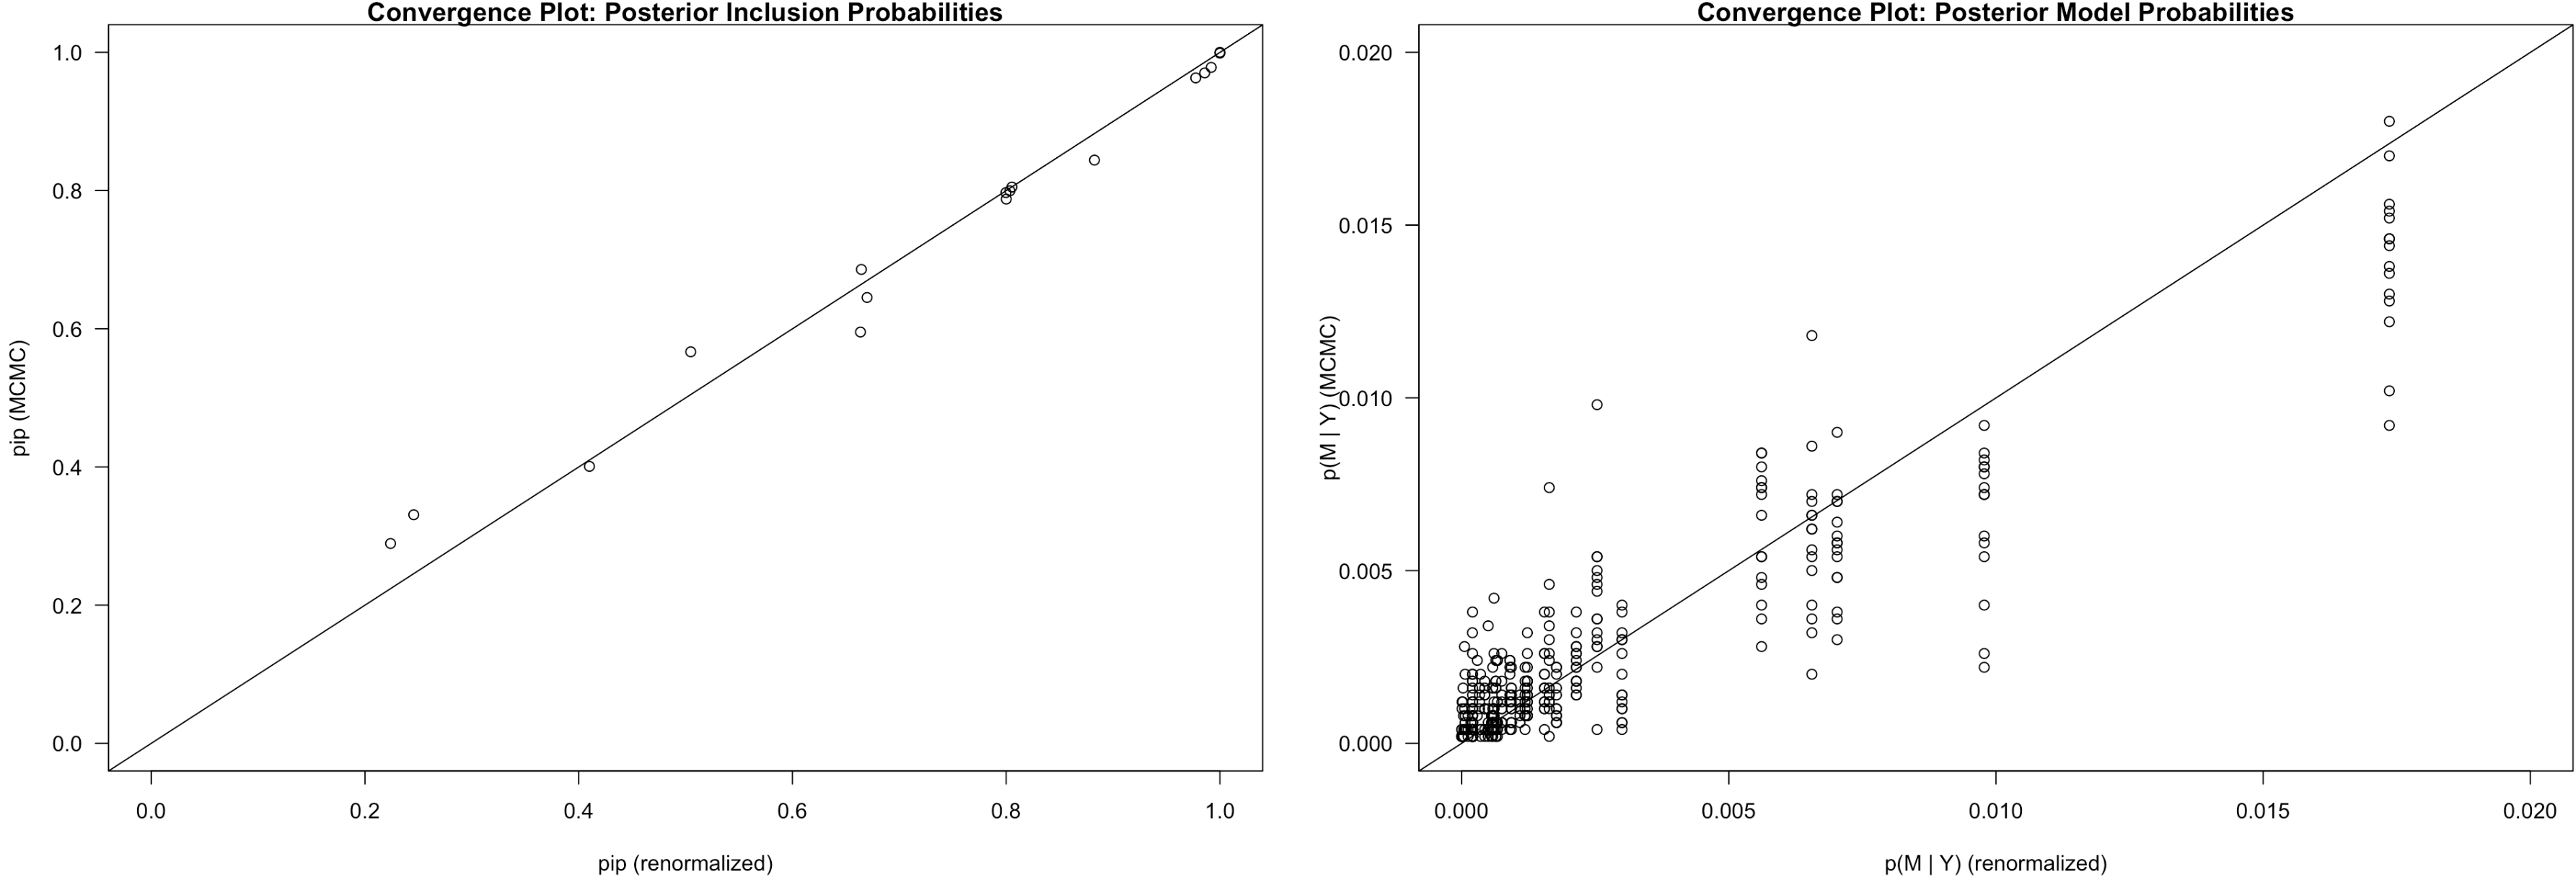 Convergence Plot: Posterior Inclusion Probabilities
1.0
0.8
0.6
0.4
0.2
0.0
pip (MCMC)
0.0 0.2 0.4 0.6 0.8 1.0
pip (renormalized)
Convergence Plot: Posterior Model Probabilities
0.020
0.015
0.010
0.005
0.000
p(M | Y) (MCMC)
0.000 0.005 0.010 0.015 0.020
p(M | Y) (renormalized)